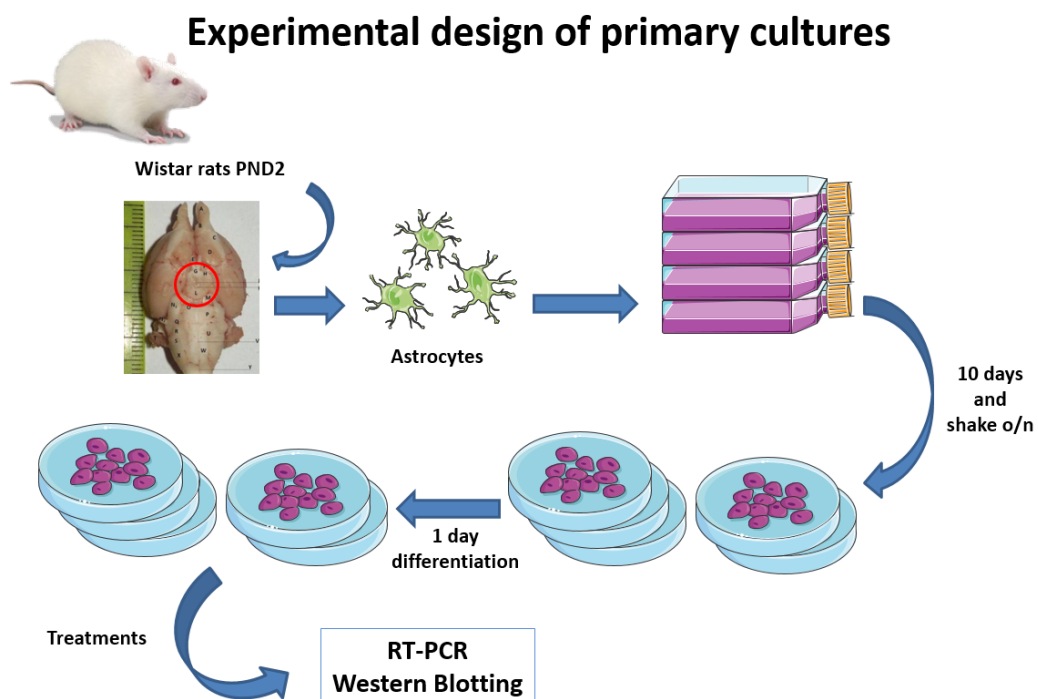 Experimental design of primary cultures
Wistar rats PND2
Astrocytes
10 days
and
shake o/n
1 day
differentiation
Treatments
RT-PCR
Western Blotting